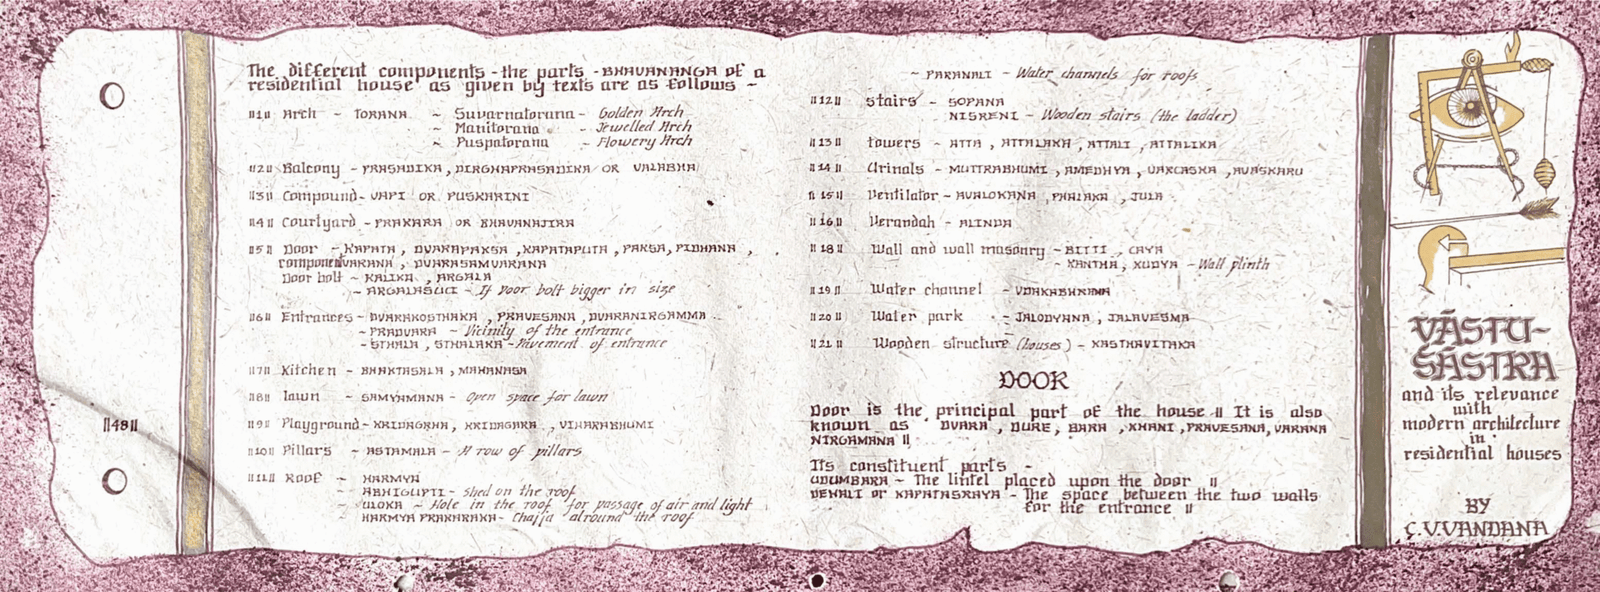 The different components - the parts - BHAVANANGA of a
residential house as given by texts are as follows -
॥1॥ Arch - TORANA - Suvarnatorana - Golden Arch
- Manitorana - Jewelled Arch
- Puspatorana - Flowery Arch
॥2॥ Balcony - PRASADIKA, DIRGHAPRASADIKA OR VALABHA
॥3॥ Compound - VAPI OR PUSKARINI
॥4॥ Courtyard - PRAKARA OR BHAVANAJIRA
॥5॥ Door - KAPATA, DVARAPAKSA, KAPATAPUTA, PAKSA, PIDHANA,
DVARASAMVARANA
Door bolt - KALIKA, ARGALA
- ARGALASUCI - If Door bolt bigger in size
॥6॥ Entrances - DVARAKOSTHAKA, PRAVESANA, DVARANIRGAMMA
- PRADVARA - Vicinity of the entrance
- STHALA, STHALAKA - Pavement of entrance
॥7॥ Kitchen - BHAKTASALA, MAHANASA
॥8॥ lawn - SAMYAMANA - Open space for lawn
॥9॥ Playground - KRIDAGRHA, KRIDAGARA, VIHARABHUMI
॥10॥ Pillars - ASTAMALA - A row of pillars
॥11॥ ROOF - HARMYA
- ABHIGUPTI - Shed on the roof
- ULOKA - Hole in the roof for passage of air and light
HARMYA PRAKARAKA - Chajja alround the roof
॥48॥
- PARANALI - Water channels for roofs
॥12॥ stairs - SOPANA
NISRENI - Wooden stairs (the ladder)
॥13॥ towers - ATTA, ATTALAKA, ATTALI, ATTALIKA
॥14॥ Urinals - MUTTRABHUMI, AMEDHYA, VARCASKA, AVASKARU
॥15॥ Ventilator - AVALOKANA, PHALAKA, JULA
॥16॥ Verandah - ALINDA
॥18॥ Wall and wall masonry - BITTI, CAYA
- KANTHA, KUDYA - Wall plinth
॥19॥ Water channel - UDAKABHRAMA
॥20॥ Water park - JALODYANA, JALAVESMA
॥21॥ Wooden structure (houses) - KASTHAVITAKA
DOOR
Door is the principal part of the house ॥ It is also
known as DVARA, DURE, BARA, KHANI, PRAVESANA, VARANA
NIRGAMANA ॥
Its constituent parts -
UDUMBARA - The lintel placed upon the door ॥
DEHALI or KAPATASRAYA - The space between the two walls
for the entrance ॥
VĀSTU-
ŚĀSTRA
and its relevance
with
modern architecture
in
residential houses
BY
C.V.VANDANA